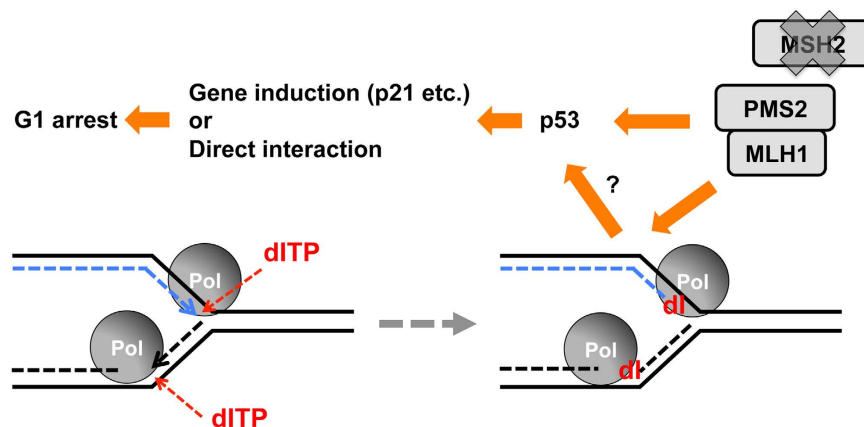 MSH2
Gene induction (p21 etc.)
G1 arrest
or
p53
PMS2
Direct interaction
MLH1
?
dITP
Pol
Pol
dI
Pol
Pol
dI
dITP